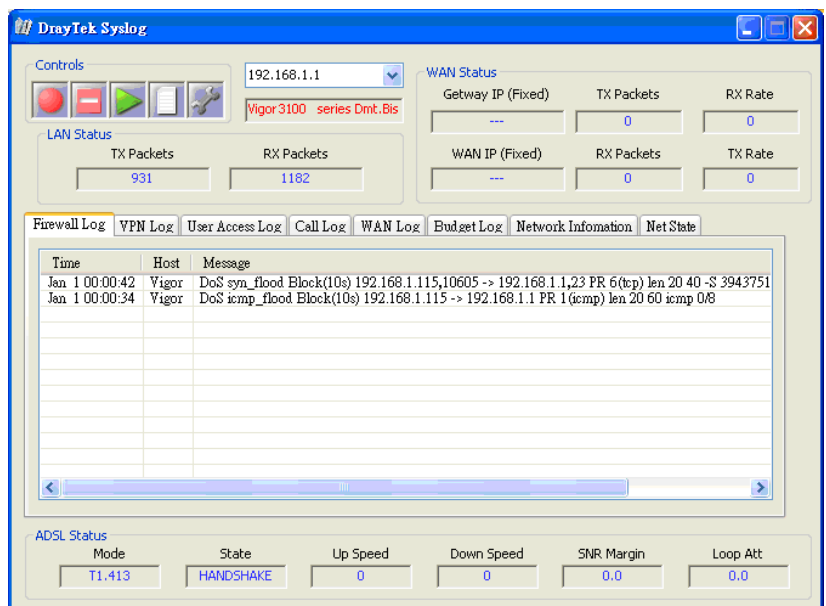 DrayTek Syslog
Controls
192.168.1.1
Vigor3100 series Dmt.Bis
WAN Status
Getway IP (Fixed) TX Packets RX Rate
--- 0 0
WAN IP (Fixed) RX Packets TX Rate
--- 0 0
LAN Status
TX Packets RX Packets
931 1182
Firewall Log VPN Log User Access Log Call Log WAN Log Budget Log Network Infomation Net State
Time Host Message
Jan 1 00:00:42 Vigor DoS syn_flood Block(10s) 192.168.1.115,10605 -> 192.168.1.1,23 PR 6(tcp) len 20 40 -S 3943751
Jan 1 00:00:34 Vigor DoS icmp_flood Block(10s) 192.168.1.115 -> 192.168.1.1 PR 1(icmp) len 20 60 icmp 0/8
ADSL Status
Mode State Up Speed Down Speed SNR Margin Loop Att
T1.413 HANDSHAKE 0 0 0.0 0.0